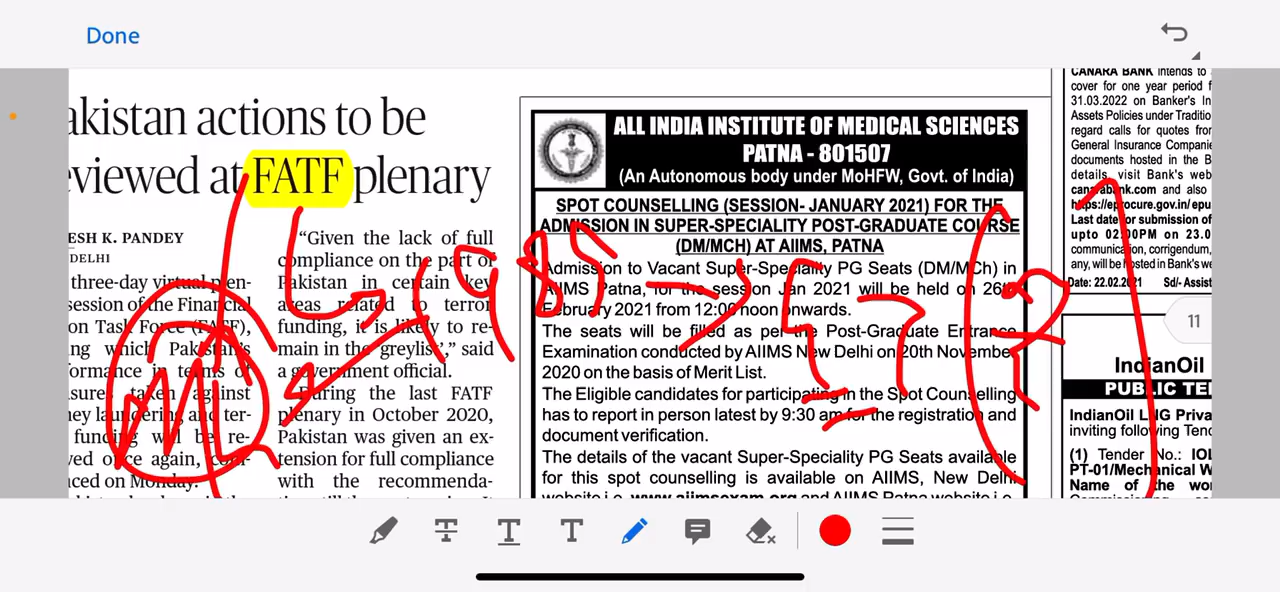 Done
akistan actions to be
eviewed at FATF plenary
ESH K. PANDEY
DELHI
three-day virtual plen-
session of the Financial
on Task Force (FATF),
ng which Pakistan's
formance in terms of
sures taken against
ney laundering and ter-
funding will be re-
wed once again, com-
nced on Monday.
"Given the lack of full
compliance on the part of
Pakistan in certain key
areas related to terror
funding, it is likely to re-
main in the 'greylist'," said
a government official.
During the last FATF
plenary in October 2020,
Pakistan was given an ex-
tension for full compliance
with the recommenda-
1989
ALL INDIA INSTITUTE OF MEDICAL SCIENCES
PATNA - 801507
(An Autonomous body under MoHFW, Govt. of India)
SPOT COUNSELLING (SESSION- JANUARY 2021) FOR THE
ADMISSION IN SUPER-SPECIALITY POST-GRADUATE COURSE
(DM/MCH) AT AIIMS, PATNA
Admission to Vacant Super-Speciality PG Seats (DM/MCh) in
AIIMS Patna, for the session Jan 2021 will be held on 26th
February 2021 from 12:00 noon onwards.
The seats will be filled as per the Post-Graduate Entrance
Examination conducted by AIIMS New Delhi on 20th November
2020 on the basis of Merit List.
The Eligible candidates for participating in the Spot Counselling
has to report in person latest by 9:30 am for the registration and
document verification.
The details of the vacant Super-Speciality PG Seats available
for this spot counselling is available on AIIMS, New Delhi
website i.e. www.aiimsexam.org and AIIMS Patna website i.e.
CANARA BANK intends to
cover for one year period f
31.03.2022 on Banker's In
Assets Policies under Traditio
regard calls for quotes fror
General Insurance Companie
documents hosted in the B
details, visit Bank's web
canarabank.com and also
https://eprocure.gov.in/epu
Last date for submission of
upto 02:00PM on 23.0
communication, corrigendum,
any, will be hosted in Bank's we
Date: 22.02.2021 Sd/- Assist
11
IndianOil
PUBLIC TE
IndianOil LNG Priva
inviting following Tend
(1) Tender No.: IOL
PT-01/Mechanical W
Name of the wor
T
T
T